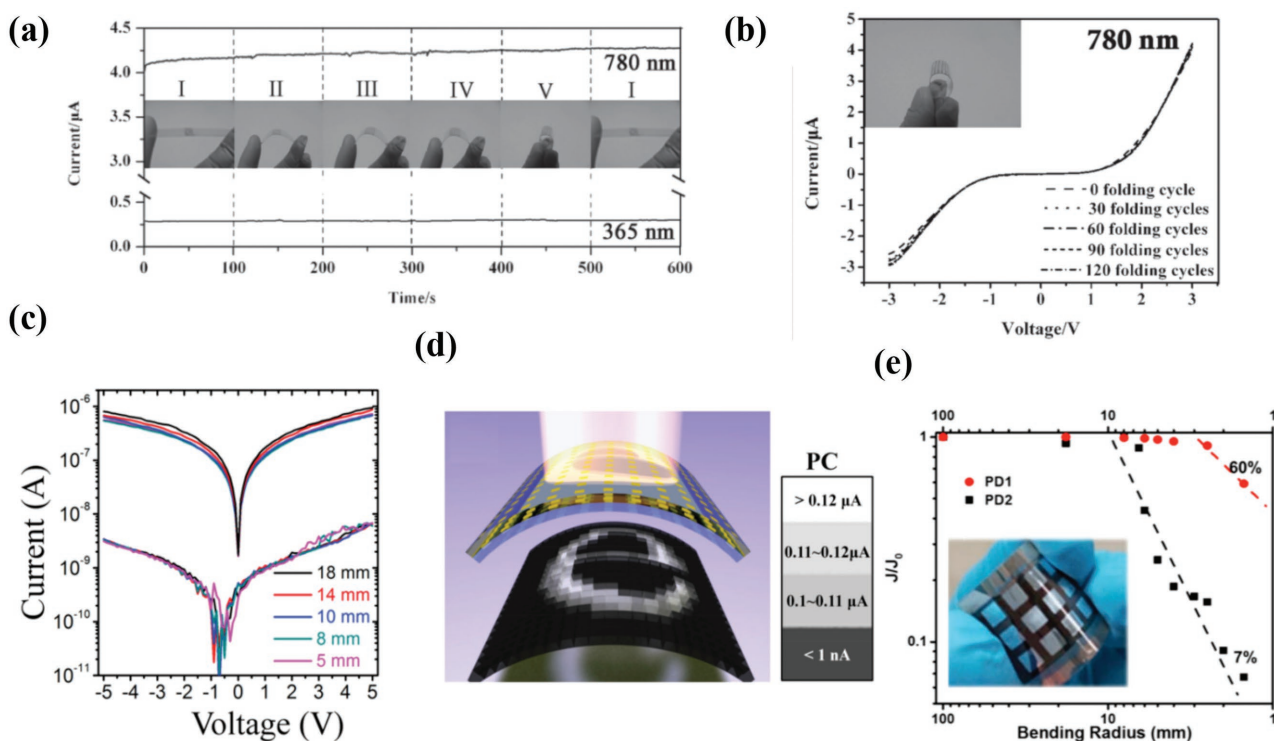 (a)
4.5
4.0
3.5
3.0
0.5
0.0
Current/μA
780 nm
I II III IV V I
365 nm
0 100 200 300 400 500 600
Time/s
(b)
780 nm
5
4
3
2
1
0
-1
-2
-3
Current/μA
0 folding cycle
30 folding cycles
60 folding cycles
90 folding cycles
120 folding cycles
-3 -2 -1 0 1 2 3
Voltage/V
(c)
10⁻⁶
10⁻⁷
10⁻⁸
10⁻⁹
10⁻¹⁰
10⁻¹¹
Current (A)
18 mm
14 mm
10 mm
8 mm
5 mm
-5 -4 -3 -2 -1 0 1 2 3 4 5
Voltage (V)
(d)
PC
> 0.12 μA
0.11~0.12μA
0.1~0.11 μA
< 1 nA
(e)
100 10 1
1
0.1
J/J₀
PD1
PD2
60%
7%
100 10 1
Bending Radius (mm)